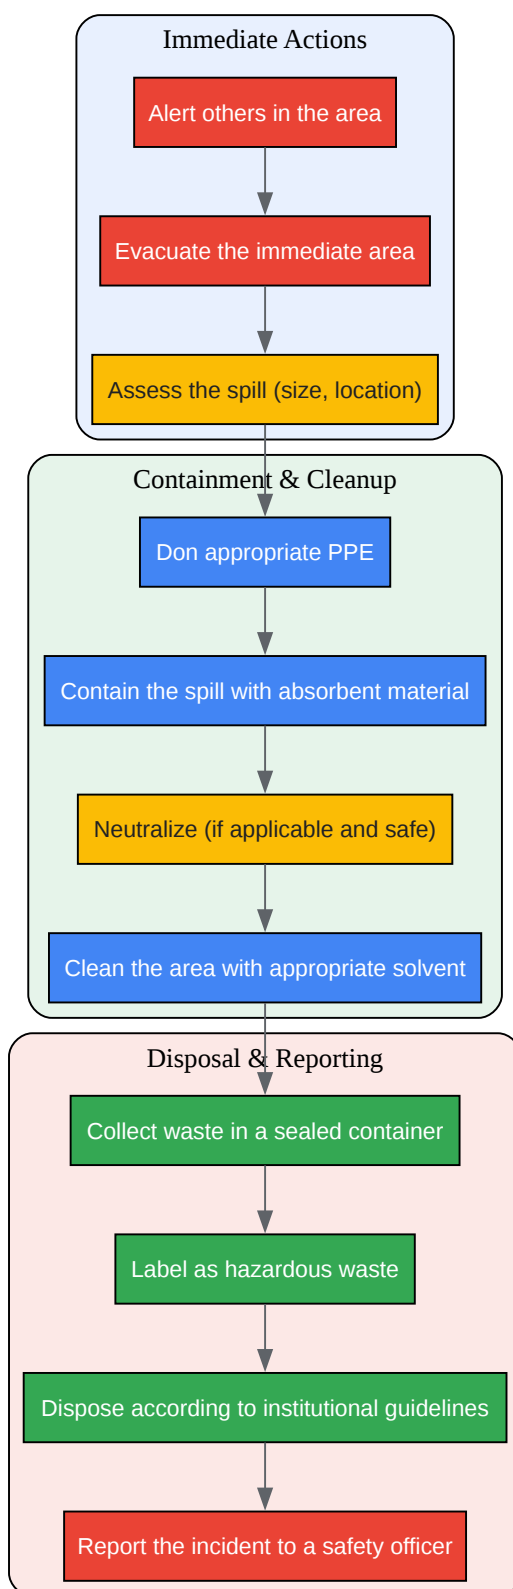 Immediate Actions
Alert others in the area
Evacuate the immediate area
Assess the spill (size, location)
Containment & Cleanup
Don appropriate PPE
Contain the spill with absorbent material
Neutralize (if applicable and safe)
Clean the area with appropriate solvent
Disposal & Reporting
Collect waste in a sealed container
Label as hazardous waste
Dispose according to institutional guidelines
Report the incident to a safety officer